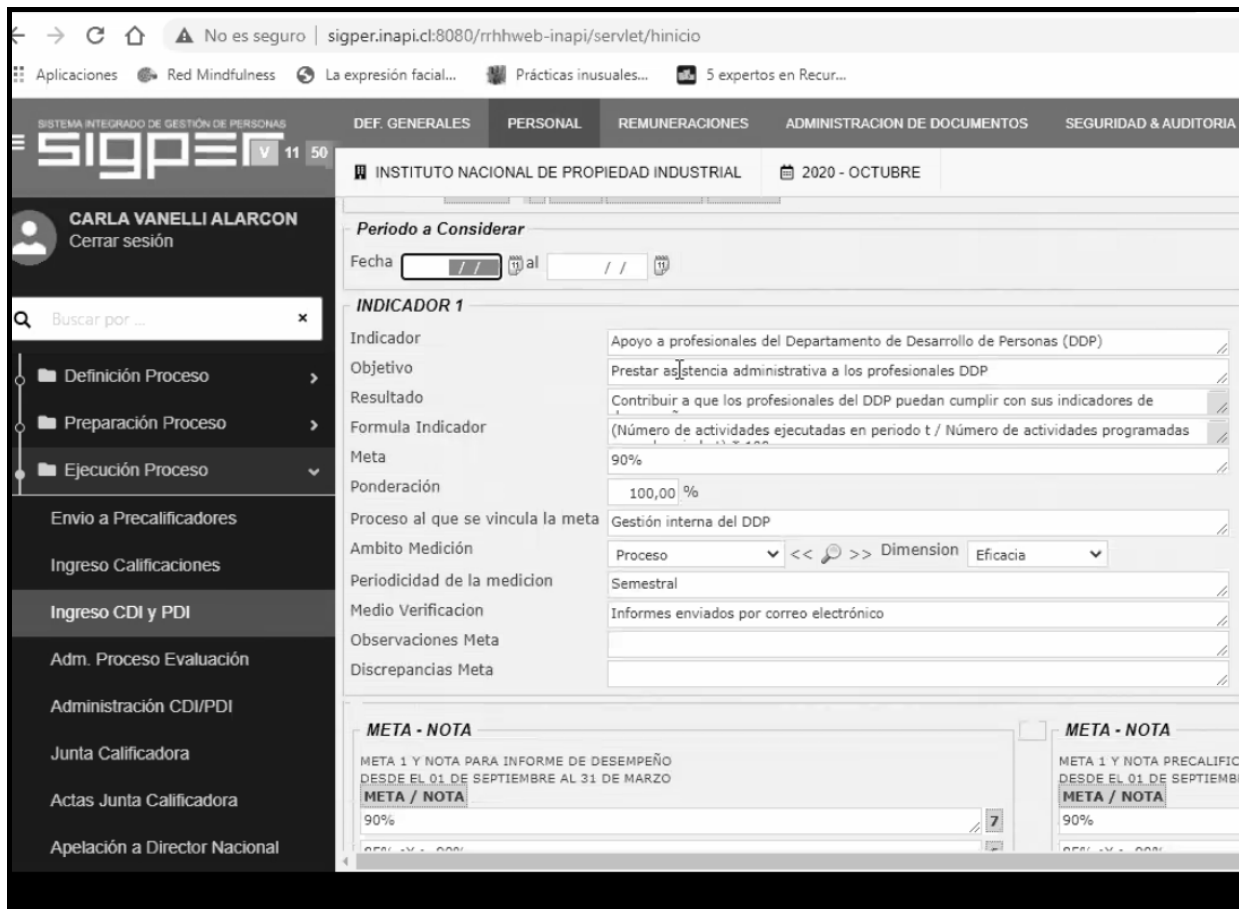 No es seguro | sigper.inapi.cl:8080/rrhhweb-inapi/servlet/hinicio
Aplicaciones Red Mindfulness La expresión facial... Prácticas inusuales... 5 expertos en Recur...
SISTEMA INTEGRADO DE GESTIÓN DE PERSONAS
sigper V 11 50
DEF. GENERALES PERSONAL REMUNERACIONES ADMINISTRACION DE DOCUMENTOS SEGURIDAD & AUDITORIA
INSTITUTO NACIONAL DE PROPIEDAD INDUSTRIAL 2020 - OCTUBRE
CARLA VANELLI ALARCON
Cerrar sesión
Buscar por ... ×
Definición Proceso
Preparación Proceso
Ejecución Proceso
Envio a Precalificadores
Ingreso Calificaciones
Ingreso CDI y PDI
Adm. Proceso Evaluación
Administración CDI/PDI
Junta Calificadora
Actas Junta Calificadora
Apelación a Director Nacional
Periodo a Considerar
Fecha / / al / /
INDICADOR 1
Indicador Apoyo a profesionales del Departamento de Desarrollo de Personas (DDP)
Objetivo Prestar asistencia administrativa a los profesionales DDP
Resultado Contribuir a que los profesionales del DDP puedan cumplir con sus indicadores de
Formula Indicador (Número de actividades ejecutadas en periodo t / Número de actividades programadas
Meta 90%
Ponderación 100,00 %
Proceso al que se vincula la meta Gestión interna del DDP
Ambito Medición Proceso << >> Dimension Eficacia
Periodicidad de la medicion Semestral
Medio Verificacion Informes enviados por correo electrónico
Observaciones Meta
Discrepancias Meta
META - NOTA
META 1 Y NOTA PARA INFORME DE DESEMPEÑO
DESDE EL 01 DE SEPTIEMBRE AL 31 DE MARZO
META / NOTA
90% 7
META - NOTA
META 1 Y NOTA PRECALIFIC
DESDE EL 01 DE SEPTIEMB
META / NOTA
90%